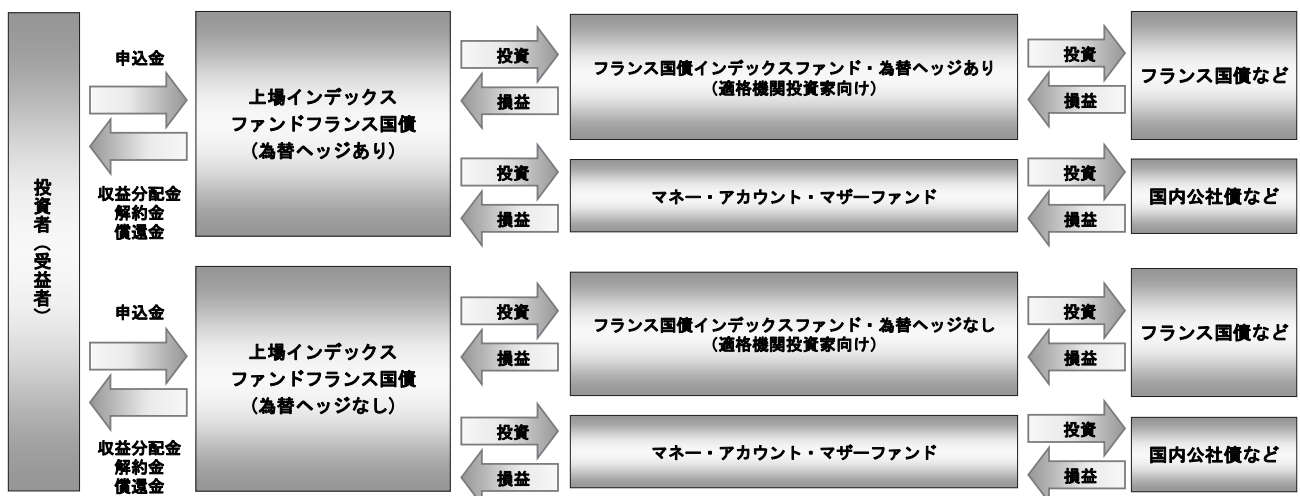 投資者（受益者）
申込金
収益分配金
解約金
償還金
上場インデックス
ファンドフランス国債
（為替ヘッジあり）
投資
損益
フランス国債インデックスファンド・為替ヘッジあり
（適格機関投資家向け）
投資
損益
フランス国債など
投資
損益
マネー・アカウント・マザーファンド
投資
損益
国内公社債など
申込金
収益分配金
解約金
償還金
上場インデックス
ファンドフランス国債
（為替ヘッジなし）
投資
損益
フランス国債インデックスファンド・為替ヘッジなし
（適格機関投資家向け）
投資
損益
フランス国債など
投資
損益
マネー・アカウント・マザーファンド
投資
損益
国内公社債など